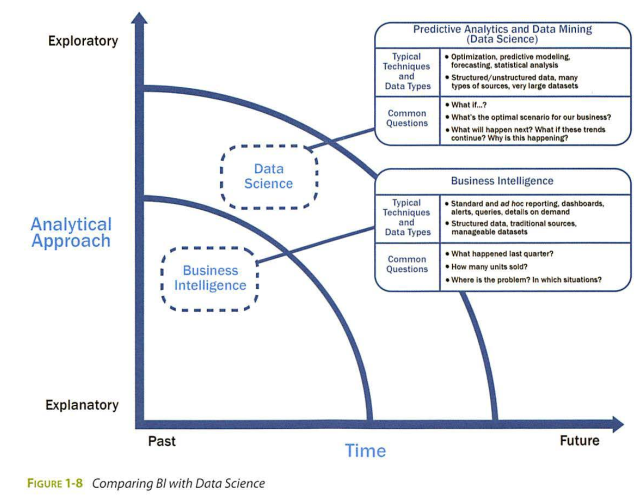 Exploratory
Analytical
Approach
Explanatory
Past
Time
Future
Data
Science
Business
Intelligence
Predictive Analytics and Data Mining
(Data Science)
Typical
Techniques
and
Data Types
• Optimization, predictive modeling,
forecasting, statistical analysis
• Structured/unstructured data, many
types of sources, very large datasets
Common
Questions
• What if...?
• What's the optimal scenario for our business?
• What will happen next? What if these trends
continue? Why is this happening?
Business Intelligence
Typical
Techniques
and
Data Types
• Standard and ad hoc reporting, dashboards,
alerts, queries, details on demand
• Structured data, traditional sources,
manageable datasets
Common
Questions
• What happened last quarter?
• How many units sold?
• Where is the problem? In which situations?
FIGURE 1-8 Comparing BI with Data Science